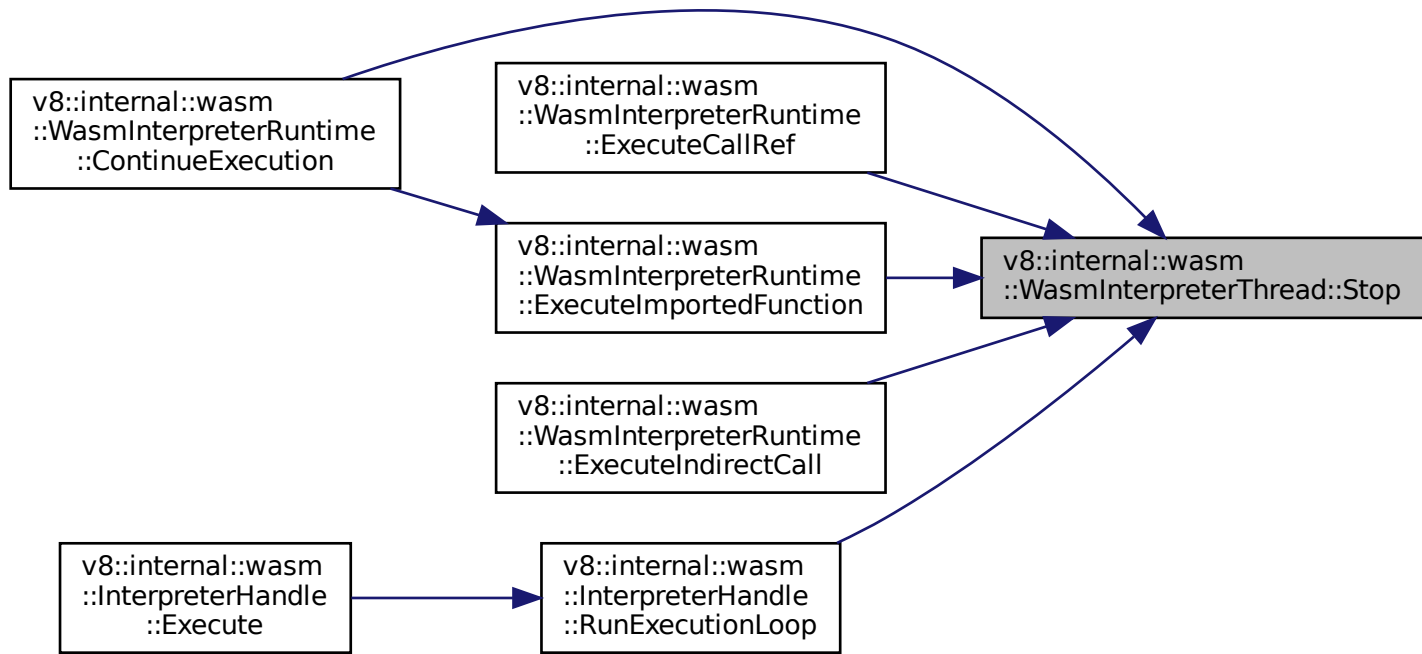 v8::internal::wasm
::WasmInterpreterRuntime
::ContinueExecution
v8::internal::wasm
::WasmInterpreterRuntime
::ExecuteCallRef
v8::internal::wasm
::WasmInterpreterRuntime
::ExecuteImportedFunction
v8::internal::wasm
::WasmInterpreterThread::Stop
v8::internal::wasm
::WasmInterpreterRuntime
::ExecuteIndirectCall
v8::internal::wasm
::InterpreterHandle
::Execute
v8::internal::wasm
::InterpreterHandle
::RunExecutionLoop